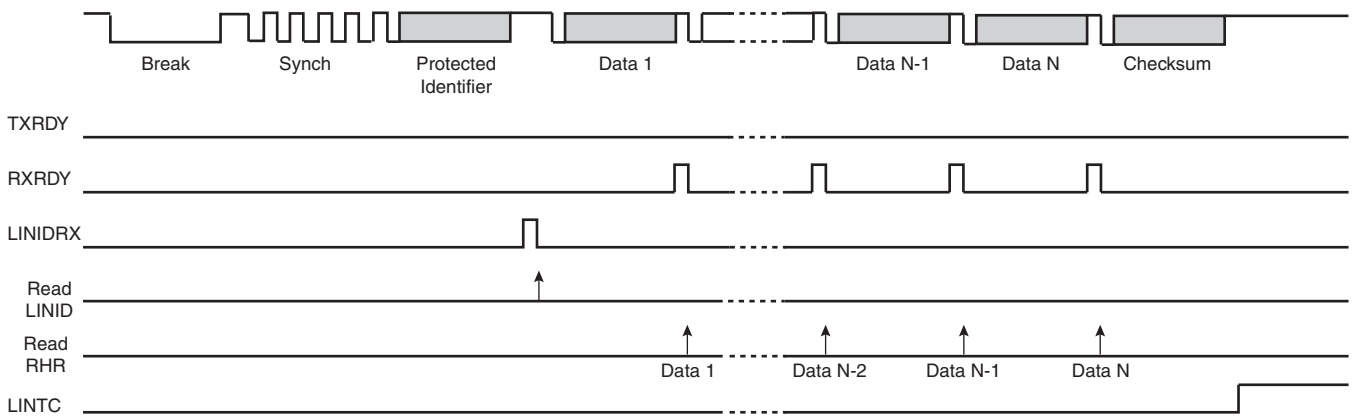 Break Synch Protected Identifier Data 1 Data N-1 Data N Checksum
TXRDY
RXRDY
LINIDRX
Read
LINID
Read
RHR
Data 1 Data N-2 Data N-1 Data N
LINTC